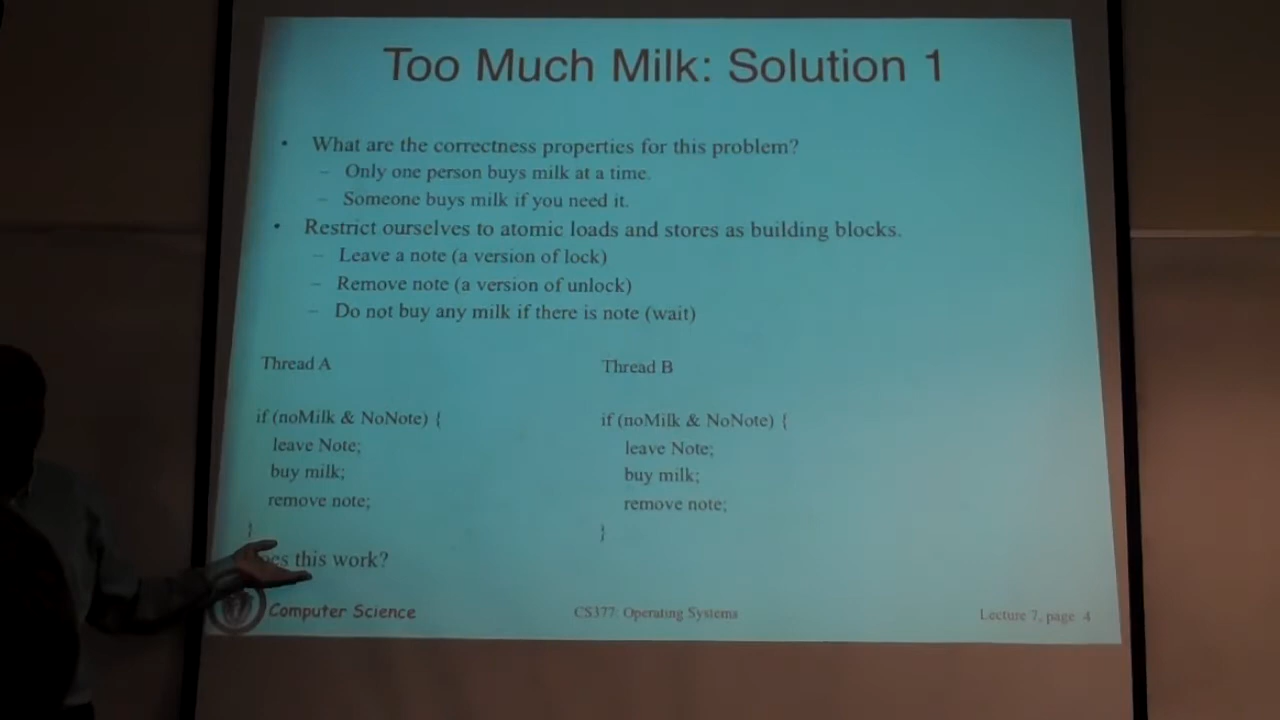 Too Much Milk: Solution 1
• What are the correctness properties for this problem?
– Only one person buys milk at a time.
– Someone buys milk if you need it.
• Restrict ourselves to atomic loads and stores as building blocks.
– Leave a note (a version of lock)
– Remove note (a version of unlock)
– Do not buy any milk if there is note (wait)
Thread A
if (noMilk & NoNote) {
leave Note;
buy milk;
remove note;
}
Thread B
if (noMilk & NoNote) {
leave Note;
buy milk;
remove note;
}
this work?
Computer Science
CS377: Operating Systems
Lecture 7, page 4